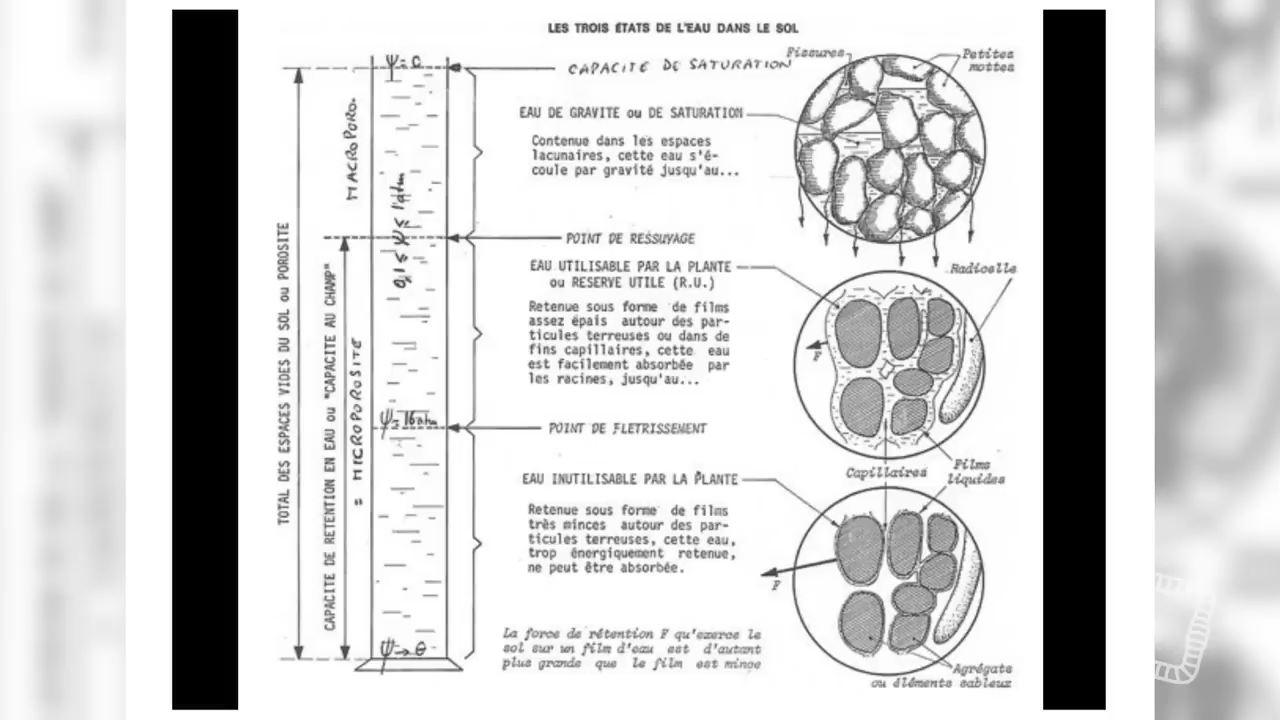 LES TROIS ÉTATS DE L'EAU DANS LE SOL
Ψ = 0
CAPACITE DE SATURATION
Fissures
Petites
mottes
MACROPORO.
EAU DE GRAVITE ou DE SATURATION
Contenue dans les espaces
lacunaires, cette eau s'é-
coule par gravité jusqu'au...
0,1 ≤ Ψ ≤ 1 atm
POINT DE RESSUYAGE
TOTAL DES ESPACES VIDES DU SOL ou POROSITE
CAPACITE DE RETENTION EN EAU ou "CAPACITE AU CHAMP"
= MICROPOROSITE
EAU UTILISABLE PAR LA PLANTE
ou RESERVE UTILE (R.U.)
Radicelle
Retenue sous forme de films
assez épais autour des par-
ticules terreuses ou dans de
fins capillaires, cette eau
est facilement absorbée par
les racines, jusqu'au...
F
Ψ = 16 atm
POINT DE FLETRISSEMENT
Capillaires
Films
liquides
EAU INUTILISABLE PAR LA PLANTE
Retenue sous forme de films
très minces autour des par-
ticules terreuses, cette eau,
trop énergiquement retenue,
ne peut être absorbée.
F
La force de rétention F qu'exerce le
sol sur un film d'eau est d'autant
plus grande que le film est mince
Agrégats
ou éléments sableux